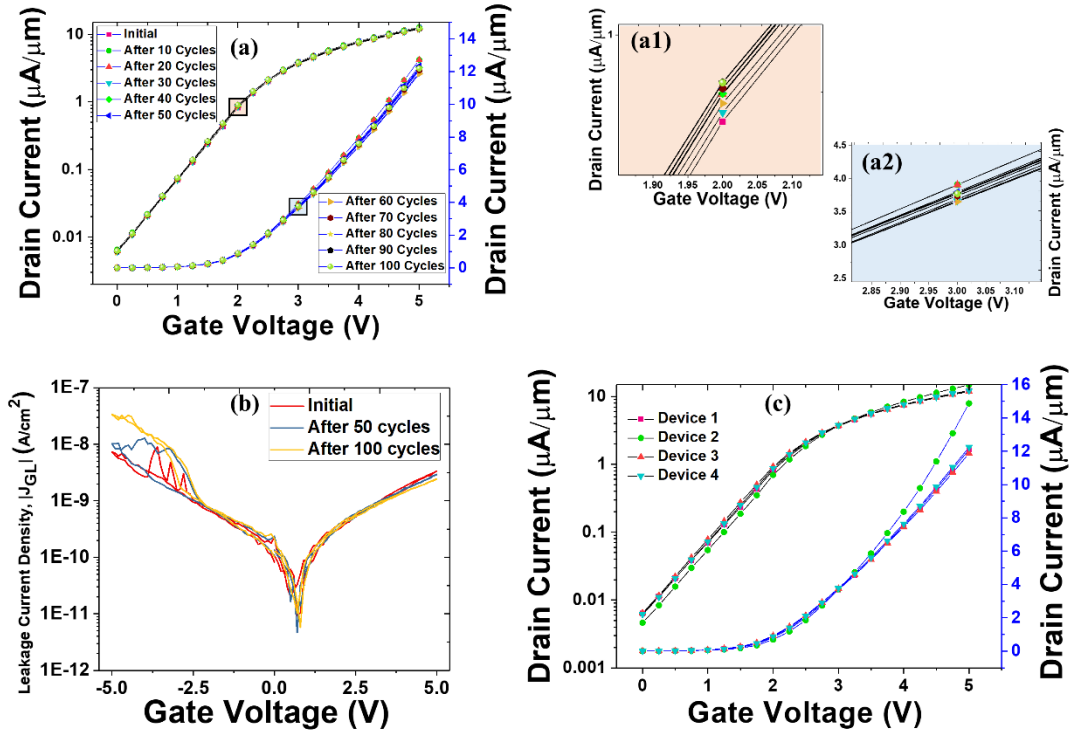 (a)
Initial
After 10 Cycles
After 20 Cycles
After 30 Cycles
After 40 Cycles
After 50 Cycles
After 60 Cycles
After 70 Cycles
After 80 Cycles
After 90 Cycles
After 100 Cycles
10
1
0.1
0.01
14
12
10
8
6
4
2
0
0 1 2 3 4 5
Drain Current (μA/μm)
Drain Current (μA/μm)
Gate Voltage (V)
(a1)
1
Drain Current (μA/μm)
1.90 1.95 2.00 2.05 2.10
Gate Voltage (V)
(a2)
4.5
4.0
3.5
3.0
2.5
Drain Current (μA/μm)
2.85 2.90 2.95 3.00 3.05 3.10
Gate Voltage (V)
(b)
Initial
After 50 cycles
After 100 cycles
1E-7
1E-8
1E-9
1E-10
1E-11
1E-12
Leakage Current Density, |J_GL| (A/cm²)
-5.0 -2.5 0.0 2.5 5.0
Gate Voltage (V)
(c)
Device 1
Device 2
Device 3
Device 4
10
1
0.1
0.01
0.001
16
14
12
10
8
6
4
2
0
Drain Current (μA/μm)
Drain Current (μA/μm)
0 1 2 3 4 5
Gate Voltage (V)